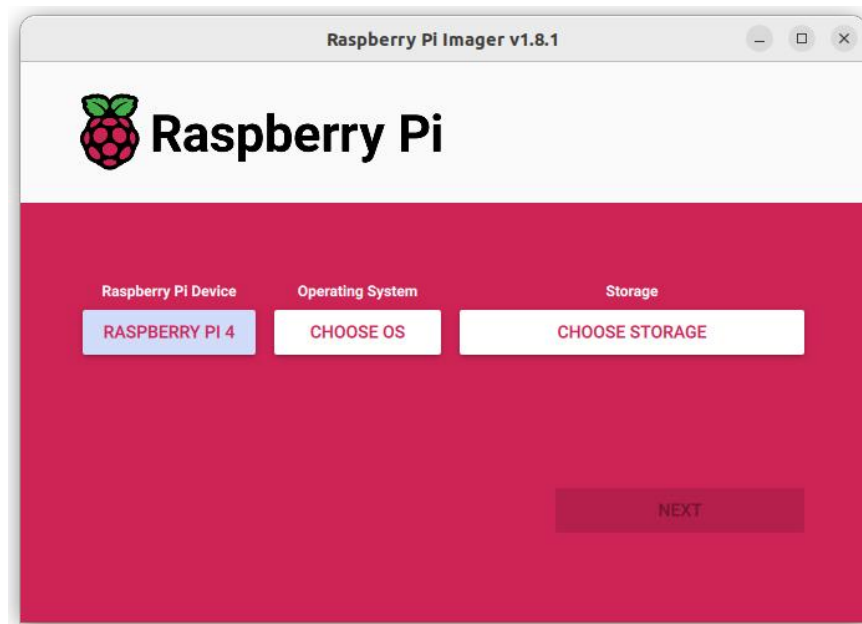 Raspberry Pi Imager v1.8.1
Raspberry Pi
Raspberry Pi Device
Operating System
Storage
RASPBERRY PI 4
CHOOSE OS
CHOOSE STORAGE
NEXT